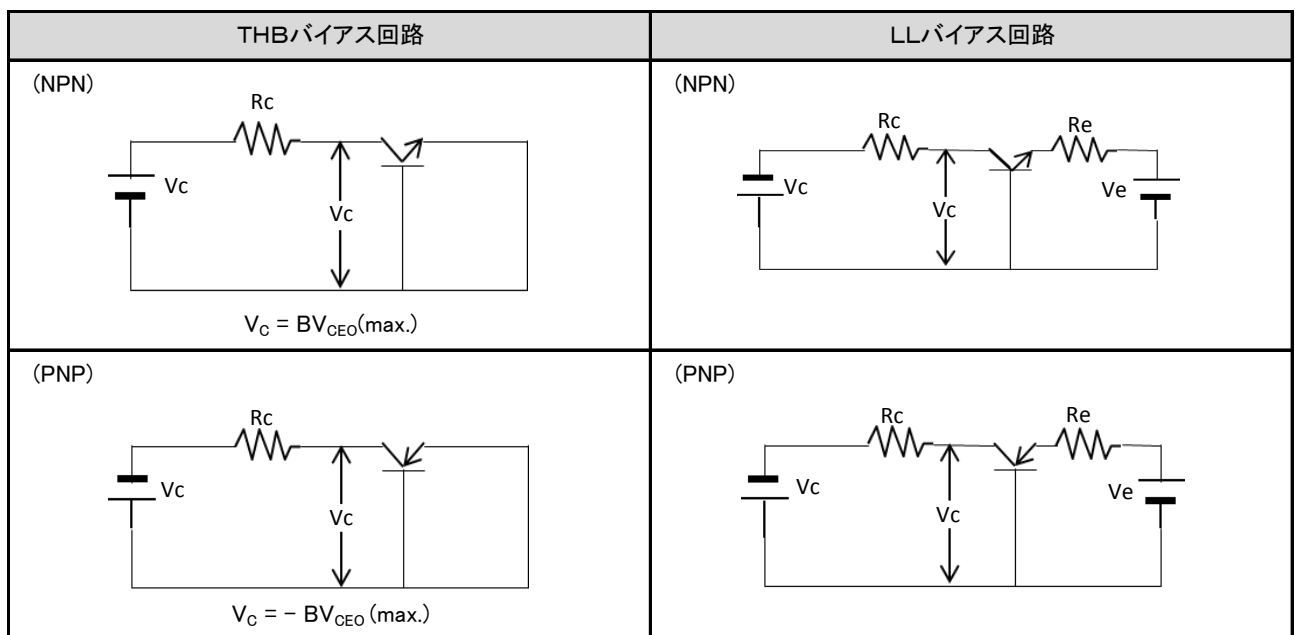 THBバイアス回路
LLバイアス回路
(NPN)
Rc
Vc
Vc
V_C = BV_CEO(max.)
(NPN)
Rc
Re
Vc
Vc
Ve
(PNP)
Rc
Vc
Vc
V_C = − BV_CEO (max.)
(PNP)
Rc
Re
Vc
Vc
Ve